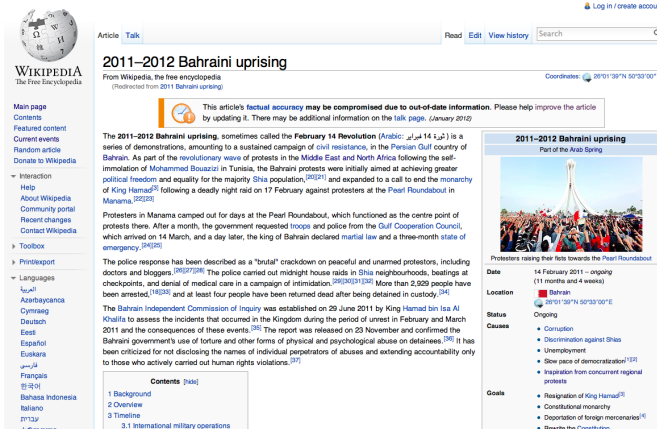 Log in / create accou
Article Talk Read Edit View history Search
WIKIPEDIA
The Free Encyclopedia
Main page
Contents
Featured content
Current events
Random article
Donate to Wikipedia
Interaction
Help
About Wikipedia
Community portal
Recent changes
Contact Wikipedia
Toolbox
Print/export
Languages
العربية
Azərbaycanca
Cymraeg
Deutsch
Eesti
Español
Euskara
فارسی
Français
한국어
Bahasa Indonesia
Italiano
עברית
2011–2012 Bahraini uprising
From Wikipedia, the free encyclopedia
(Redirected from 2011 Bahraini uprising)
Coordinates: 26°01′39″N 50°33′00″
This article's factual accuracy may be compromised due to out-of-date information. Please help improve the article
by updating it. There may be additional information on the talk page. (January 2012)
The 2011–2012 Bahraini uprising, sometimes called the February 14 Revolution (Arabic: ثورة 14 فبراير) is a
series of demonstrations, amounting to a sustained campaign of civil resistance, in the Persian Gulf country of
Bahrain. As part of the revolutionary wave of protests in the Middle East and North Africa following the self-
immolation of Mohammed Bouazizi in Tunisia, the Bahraini protests were initially aimed at achieving greater
political freedom and equality for the majority Shia population,[20][21] and expanded to a call to end the monarchy
of King Hamad[3] following a deadly night raid on 17 February against protesters at the Pearl Roundabout in
Manama.[22][23]
Protesters in Manama camped out for days at the Pearl Roundabout, which functioned as the centre point of
protests there. After a month, the government requested troops and police from the Gulf Cooperation Council,
which arrived on 14 March, and a day later, the king of Bahrain declared martial law and a three-month state of
emergency.[24][25]
The police response has been described as a "brutal" crackdown on peaceful and unarmed protesters, including
doctors and bloggers.[26][27][28] The police carried out midnight house raids in Shia neighbourhoods, beatings at
checkpoints, and denial of medical care in a campaign of intimidation.[29][30][31][32] More than 2,929 people have
been arrested,[18][33] and at least four people have been returned dead after being detained in custody.[34]
The Bahrain Independent Commission of Inquiry was established on 29 June 2011 by King Hamad bin Isa Al
Khalifa to assess the incidents that occurred in the Kingdom during the period of unrest in February and March
2011 and the consequences of these events.[35] The report was released on 23 November and confirmed the
Bahraini government's use of torture and other forms of physical and psychological abuse on detainees.[36] It has
been criticized for not disclosing the names of individual perpetrators of abuses and extending accountability only
to those who actively carried out human rights violations.[37]
Contents [hide]
1 Background
2 Overview
3 Timeline
3.1 International military operations
2011–2012 Bahraini uprising
Part of the Arab Spring
Protesters raising their fists towards the Pearl Roundabout
Date 14 February 2011 – ongoing
(11 months and 4 weeks)
Location Bahrain
26°01′39″N 50°33′00″E
Status Ongoing
Causes • Corruption
• Discrimination against Shias
• Unemployment
• Slow pace of democratization[1][2]
• Inspiration from concurrent regional
protests
Goals • Resignation of King Hamad[3]
• Constitutional monarchy
• Deportation of foreign mercenaries[4]
• Rewrite the Constitution